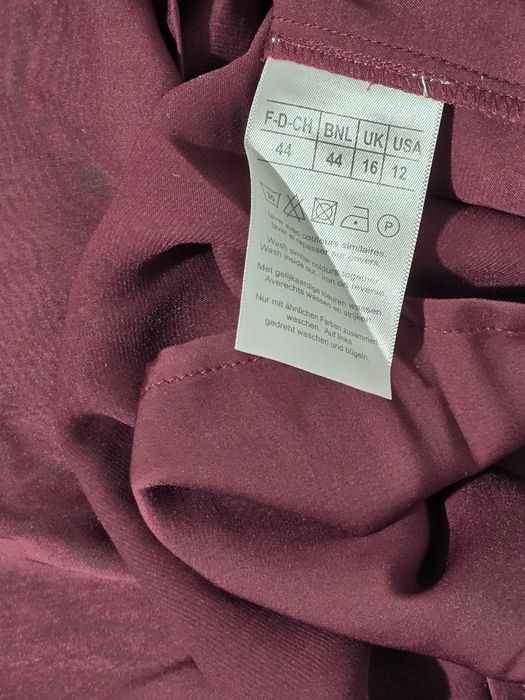 F-D-CH BNL UK USA
44 44 16 12
30 P
laver avec couleurs similaires.
laver et repasser sur envers.
Wash similar colours together.
Wash inside out - iron on reverse.
Met gelijkaardige kleuren wassen
Averechts wassen en strijken
Nur mit ähnlichen Farben zusammen
waschen. Auf links
gedreht waschen und bügeln.